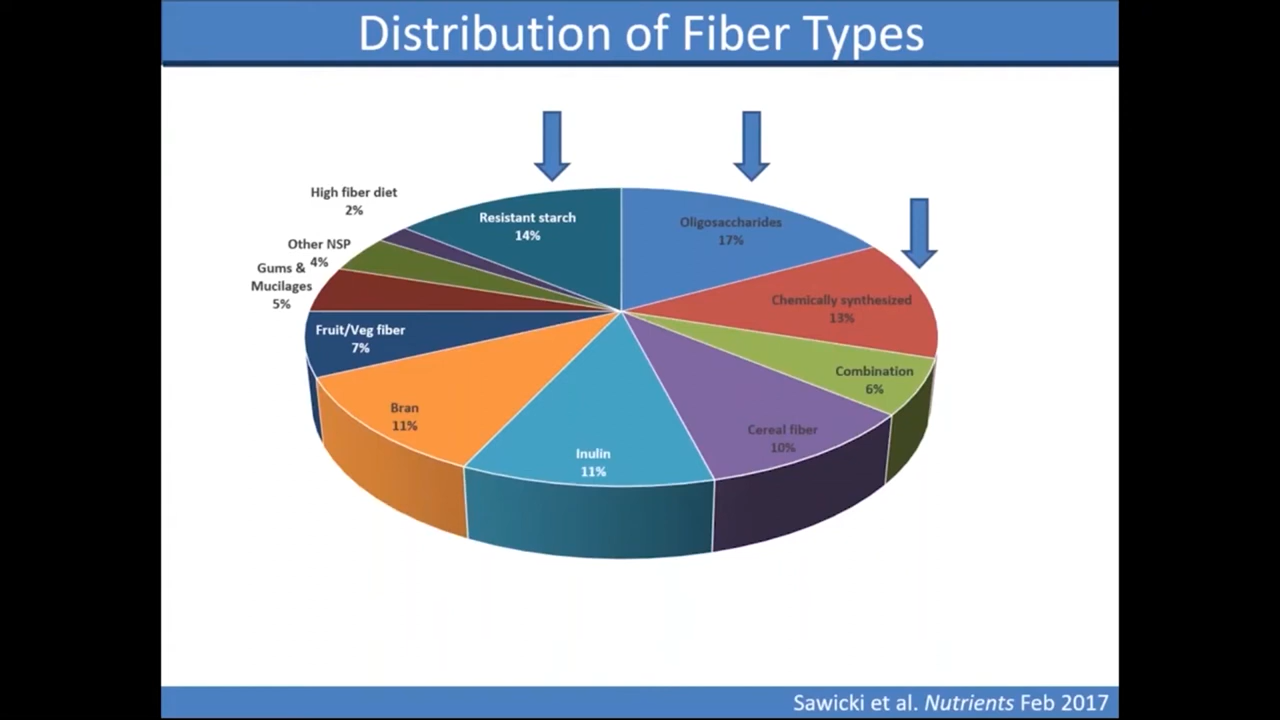 Distribution of Fiber Types
High fiber diet
2%
Resistant starch
14%
Oligosaccharides
17%
Other NSP
4%
Gums &
Mucilages
5%
Chemically synthesized
13%
Fruit/Veg fiber
7%
Combination
6%
Bran
11%
Cereal fiber
10%
Inulin
11%
Sawicki et al. Nutrients Feb 2017